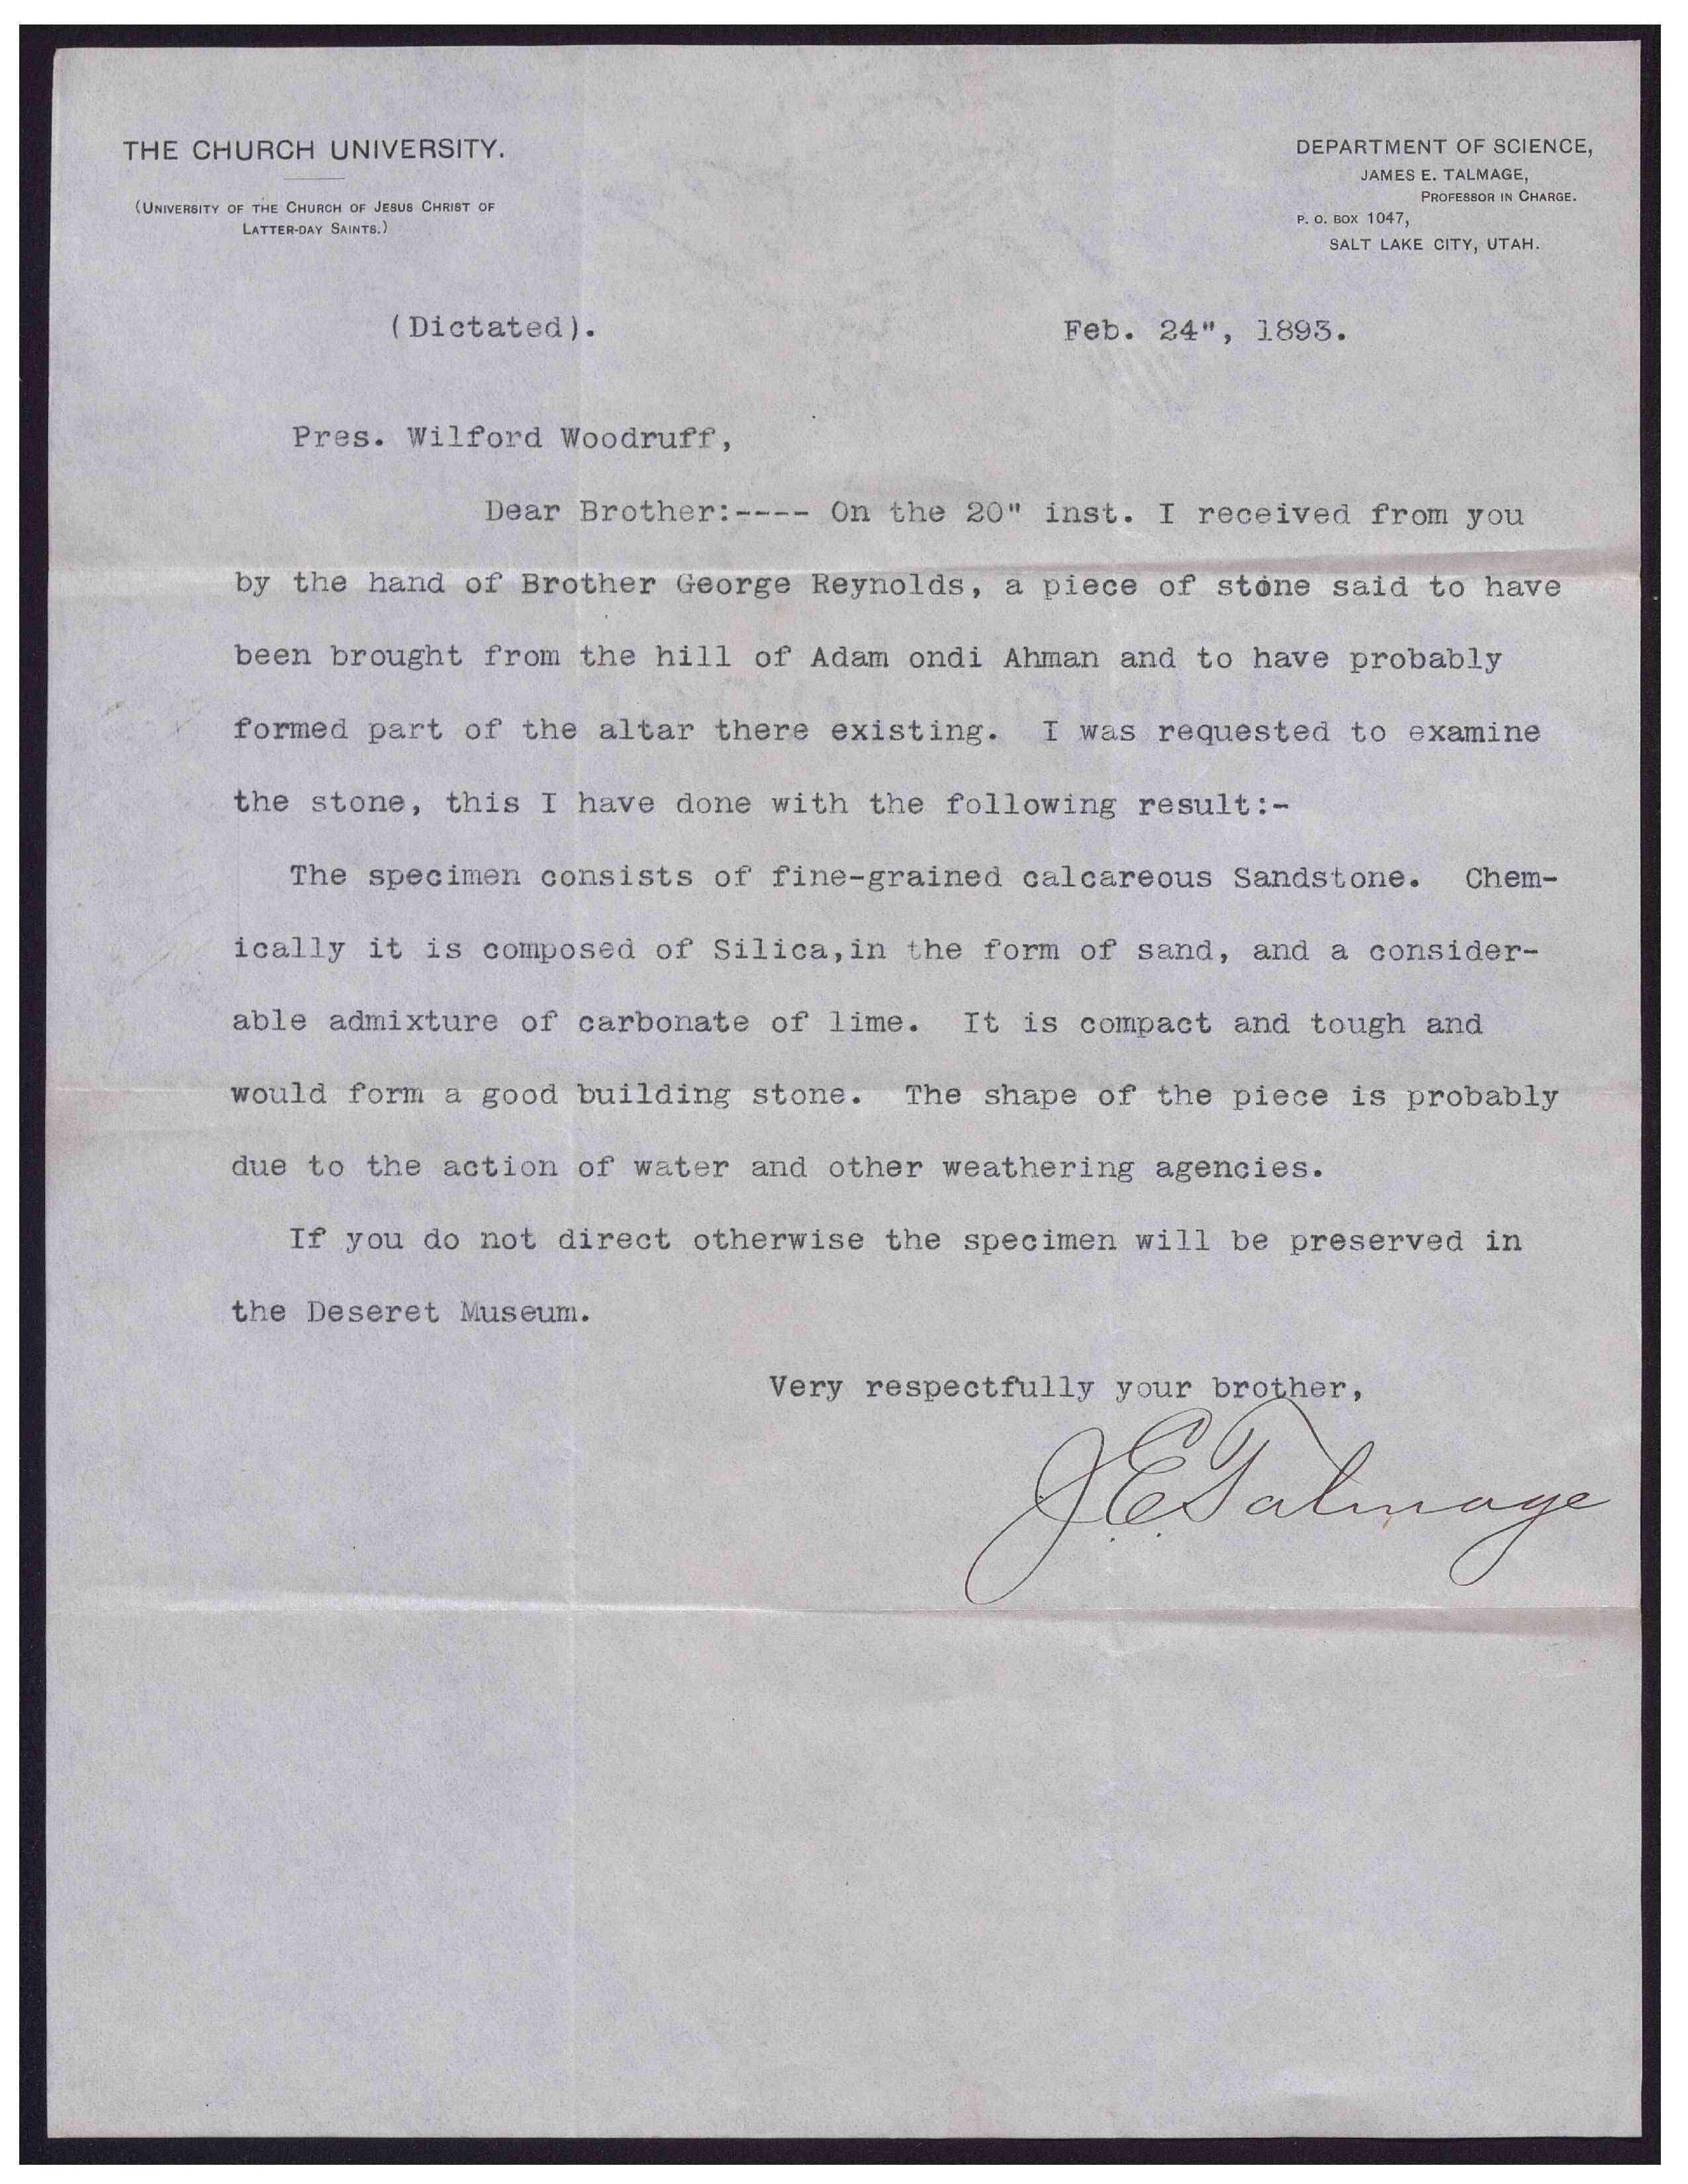 THE CHURCH UNIVERSITY.
(UNIVERSITY OF THE CHURCH OF JESUS CHRIST OF
LATTER-DAY SAINTS.)
DEPARTMENT OF SCIENCE,
JAMES E. TALMAGE,
PROFESSOR IN CHARGE.
P. O. BOX 1047,
SALT LAKE CITY, UTAH.
(Dictated).
Feb. 24", 1893.
Pres. Wilford Woodruff,
Dear Brother:---- On the 20" inst. I received from you
by the hand of Brother George Reynolds, a piece of stone said to have
been brought from the hill of Adam ondi Ahman and to have probably
formed part of the altar there existing. I was requested to examine
the stone, this I have done with the following result:-
The specimen consists of fine-grained calcareous Sandstone. Chem-
ically it is composed of Silica,in the form of sand, and a consider-
able admixture of carbonate of lime. It is compact and tough and
would form a good building stone. The shape of the piece is probably
due to the action of water and other weathering agencies.
If you do not direct otherwise the specimen will be preserved in
the Deseret Museum.
Very respectfully your brother,
J.E.Talmage